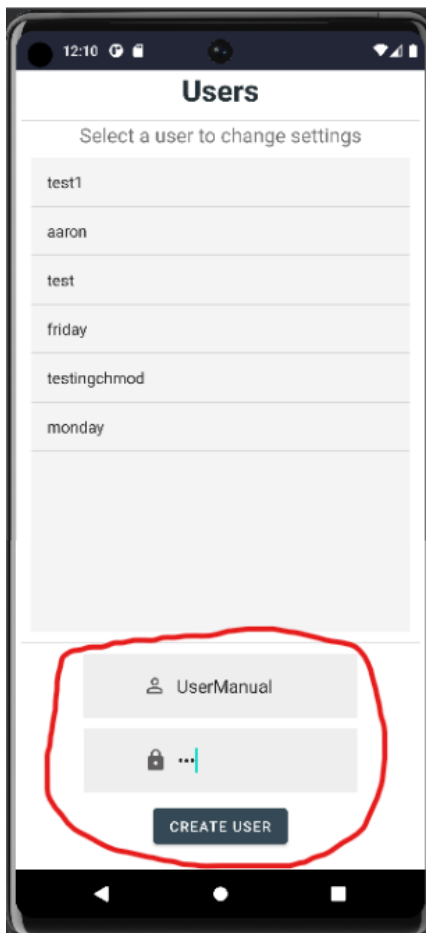 12:10
Users
Select a user to change settings
test1
aaron
test
friday
testingchmod
monday
UserManual
•••
CREATE USER